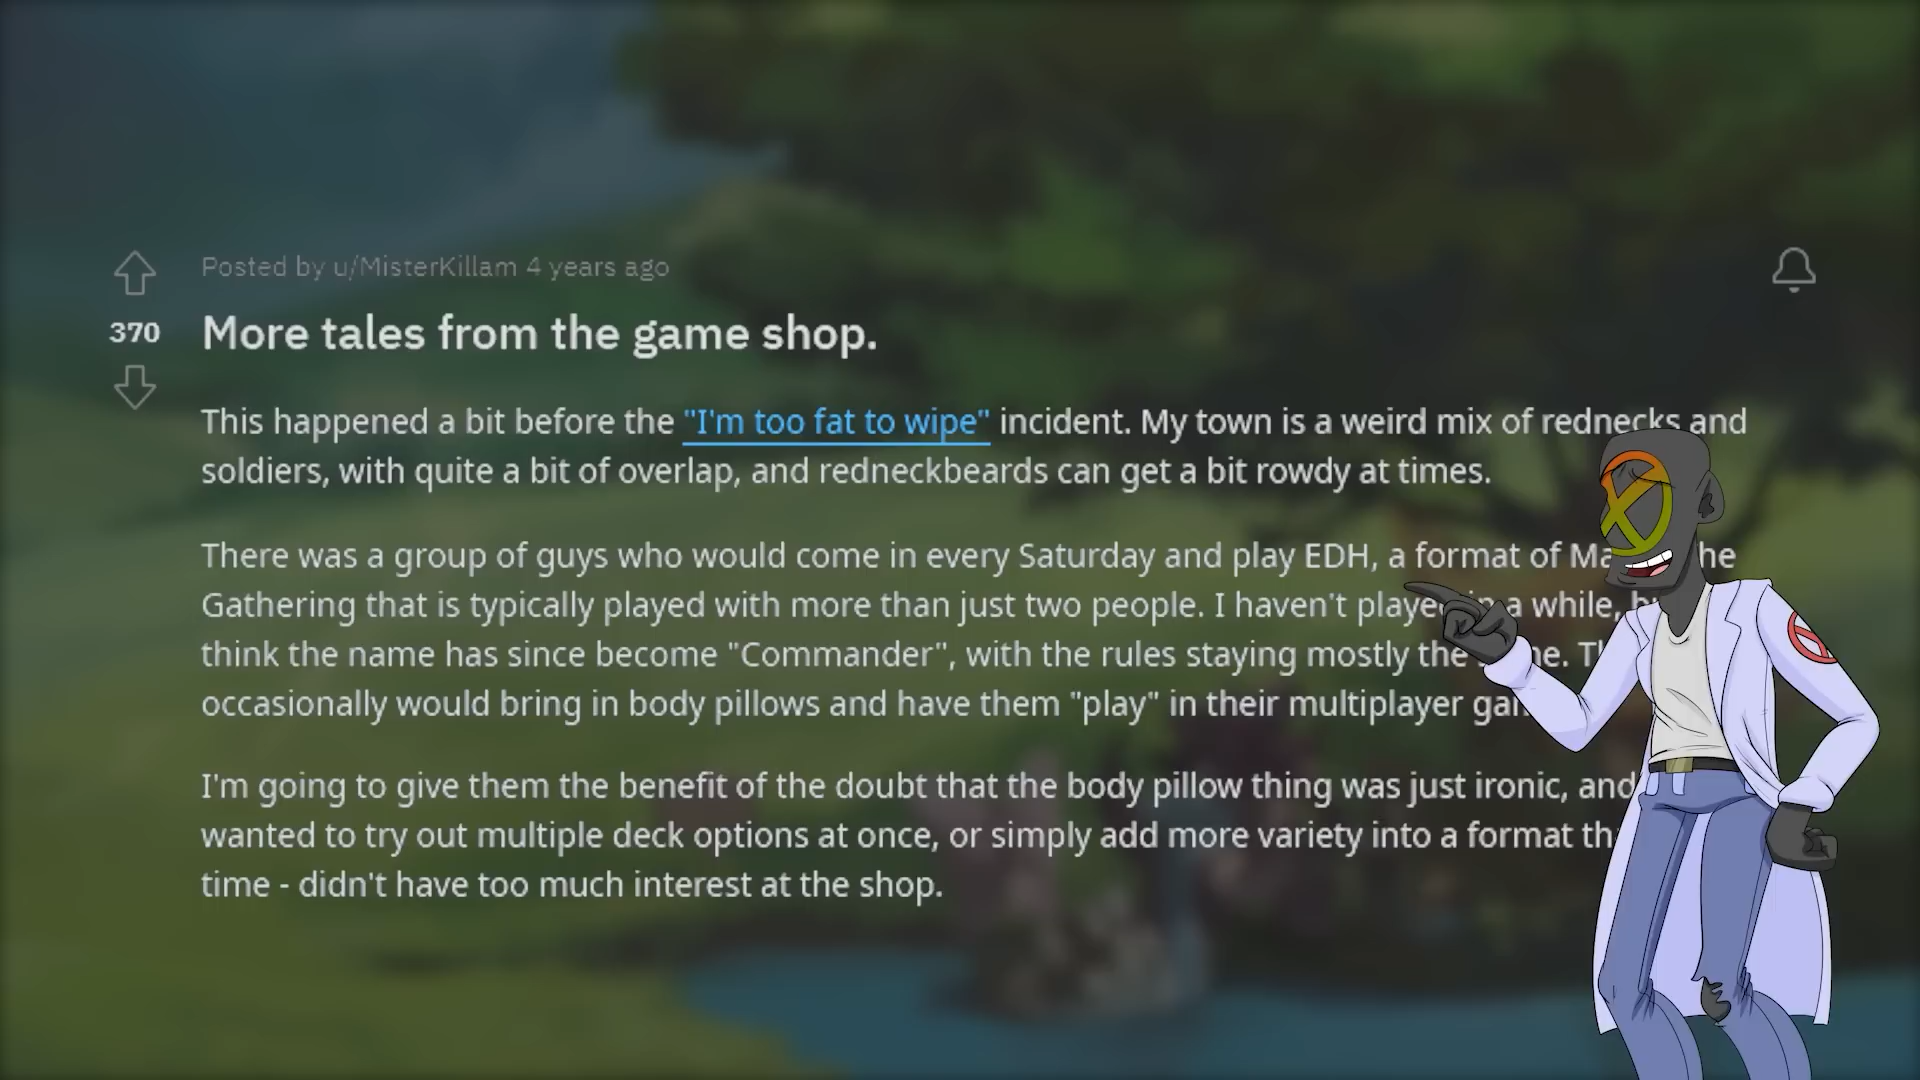 Posted by u/MisterKillam 4 years ago
370
More tales from the game shop.
This happened a bit before the "I'm too fat to wipe" incident. My town is a weird mix of rednecks and
soldiers, with quite a bit of overlap, and redneckbeards can get a bit rowdy at times.
There was a group of guys who would come in every Saturday and play EDH, a format of
Gathering that is typically played with more than just two people. I haven't played in a while,
think the name has since become "Commander", with the rules staying mostly the
occasionally would bring in body pillows and have them "play" in their multiplayer
I'm going to give them the benefit of the doubt that the body pillow thing was just ironic, and
wanted to try out multiple deck options at once, or simply add more variety into a format
time - didn't have too much interest at the shop.